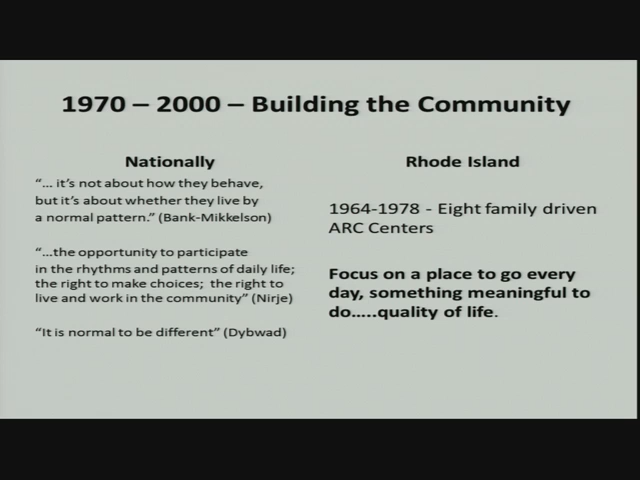 1970 – 2000 – Building the Community
Nationally
“... it’s not about how they behave,
but it’s about whether they live by
a normal pattern.” (Bank-Mikkelson)
“...the opportunity to participate
in the rhythms and patterns of daily life;
the right to make choices;  the right to
live and work in the community” (Nirje)
“It is normal to be different” (Dybwad)
Rhode Island
1964-1978 - Eight family driven
ARC Centers
Focus on a place to go every
day, something meaningful to
do.....quality of life.